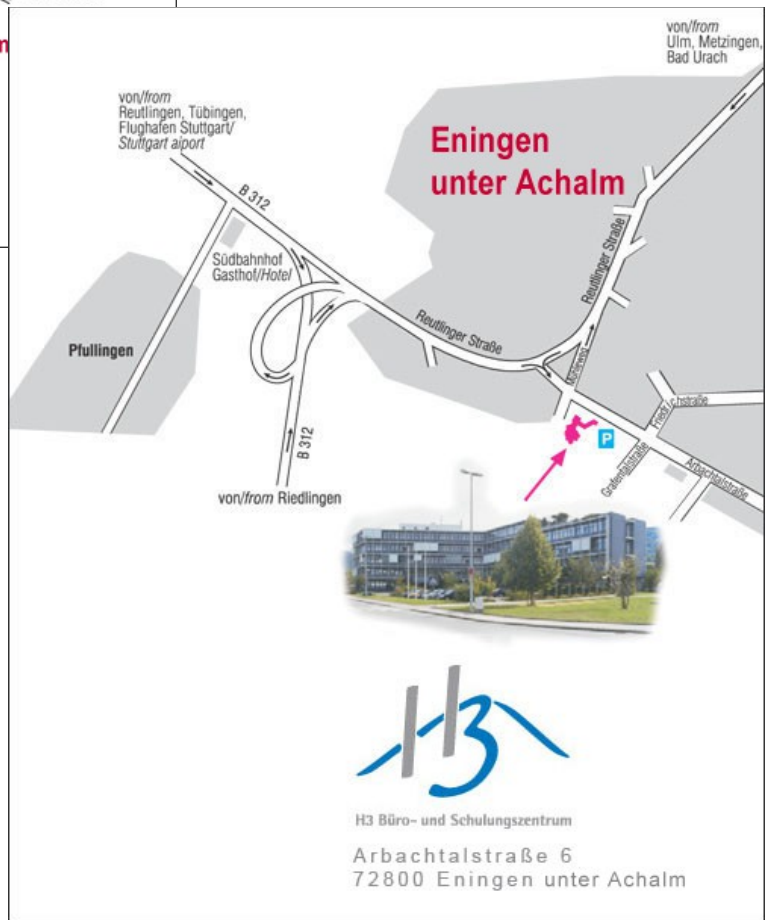 n
von/from
Ulm, Metzingen,
Bad Urach
von/from
Reutlingen, Tübingen,
Flughafen Stuttgart/
Stuttgart aiport
Eningen
unter Achalm
B 312
Südbahnhof
Gasthof/Hotel
Reutlinger Straße
Reutlinger Straße
Pfullingen
Mühleweg
Friedrichstraße
P
Grafentalstraße
Arbachtalstraße
B 312
von/from Riedlingen
H3
H3 Büro- und Schulungszentrum
Arbachtalstraße 6
72800 Eningen unter Achalm